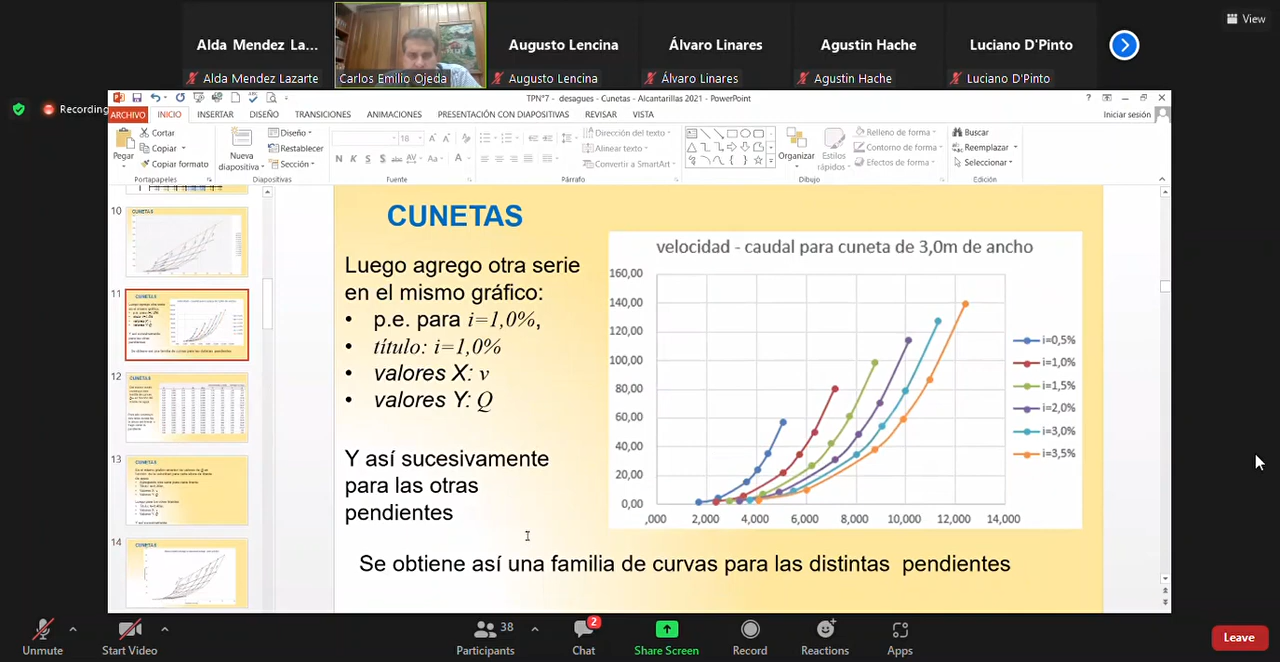 View
Alda Mendez La...
Augusto Lencina
Álvaro Linares
Agustin Hache
Luciano D'Pinto
Alda Mendez Lazarte
Carlos Emilio Ojeda
Augusto Lencina
Álvaro Linares
Agustin Hache
Luciano D'Pinto
Recording
TPN°7 - desagues - Cunetas - Alcantarillas 2021 - PowerPoint
ARCHIVO
INICIO
INSERTAR
DISEÑO
TRANSICIONES
ANIMACIONES
PRESENTACIÓN CON DIAPOSITIVAS
REVISAR
VISTA
Iniciar sesión
Pegar
Cortar
Copiar
Copiar formato
Portapapeles
Nueva
diapositiva
Diseño
Restablecer
Sección
Diapositivas
18
N K S S abc AV Aa A
Fuente
Dirección del texto
Alinear texto
Convertir a SmartArt
Párrafo
Organizar
Estilos
rápidos
Relleno de forma
Contorno de forma
Efectos de forma
Dibujo
Buscar
Reemplazar
Seleccionar
Edición
10
CUNETAS
11
CUNETAS
12
CUNETAS
13
CUNETAS
14
CUNETAS
CUNETAS
Luego agrego otra serie
en el mismo gráfico:
• p.e. para i=1,0%,
• título: i=1,0%
• valores X: v
• valores Y: Q
Y así sucesivamente
para las otras
pendientes
velocidad - caudal para cuneta de 3,0m de ancho
160,00
140,00
120,00
100,00
80,00
60,00
40,00
20,00
0,00
,000 2,000 4,000 6,000 8,000 10,000 12,000 14,000
i=0,5%
i=1,0%
i=1,5%
i=2,0%
i=3,0%
i=3,5%
Se obtiene así una familia de curvas para las distintas pendientes
Unmute
Start Video
38
Participants
2
Chat
Share Screen
Record
Reactions
Apps
Leave